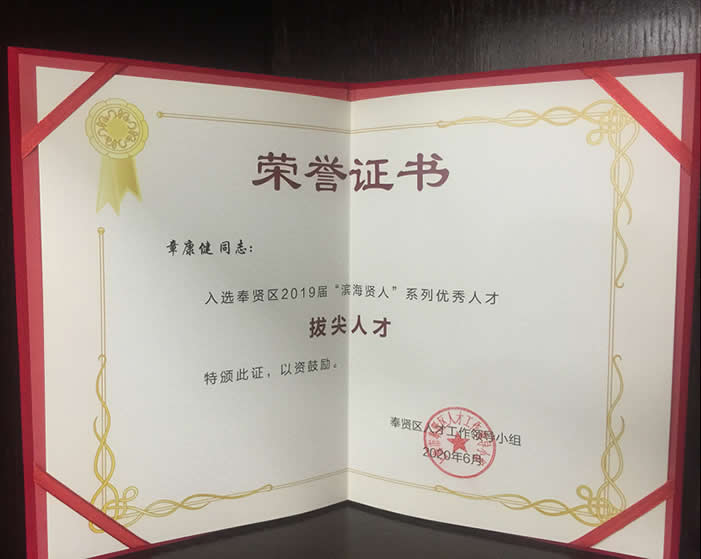 荣誉证书
章康健 同志：
入选奉贤区2019届“滨海贤人”系列优秀人才
拔尖人才
特颁此证，以资鼓励。
奉贤区人才工作领导小组
2020年6月